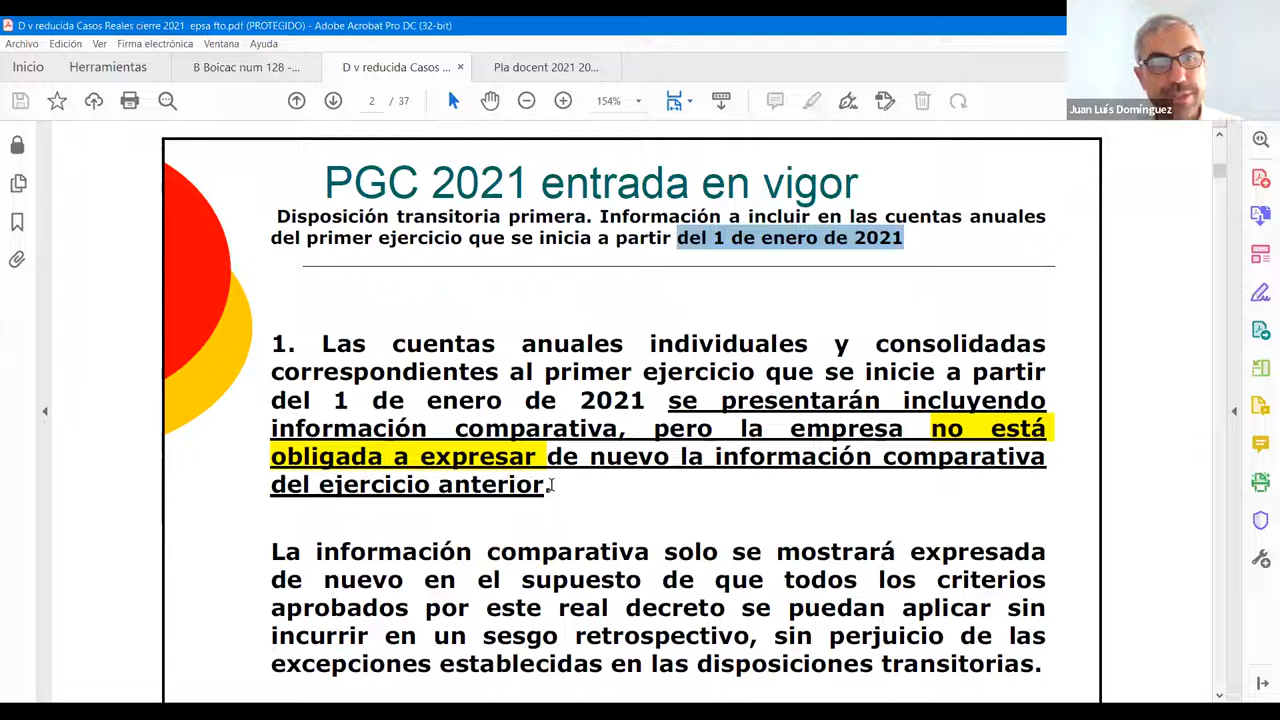 D v reducida Casos Reales cierre 2021 epsa fto.pdf (PROTEGIDO) - Adobe Acrobat Pro DC (32-bit)
Archivo Edición Ver Firma electrónica Ventana Ayuda
Inicio Herramientas B Boicac num 128 -... D v reducida Casos ... × Pla docent 2021 20...
2 / 37 154%
Juan Luís Domínguez
PGC 2021 entrada en vigor
Disposición transitoria primera. Información a incluir en las cuentas anuales
del primer ejercicio que se inicia a partir del 1 de enero de 2021
1. Las cuentas anuales individuales y consolidadas
correspondientes al primer ejercicio que se inicie a partir
del 1 de enero de 2021 se presentarán incluyendo
información comparativa, pero la empresa no está
obligada a expresar de nuevo la información comparativa
del ejercicio anterior.
La información comparativa solo se mostrará expresada
de nuevo en el supuesto de que todos los criterios
aprobados por este real decreto se puedan aplicar sin
incurrir en un sesgo retrospectivo, sin perjuicio de las
excepciones establecidas en las disposiciones transitorias.